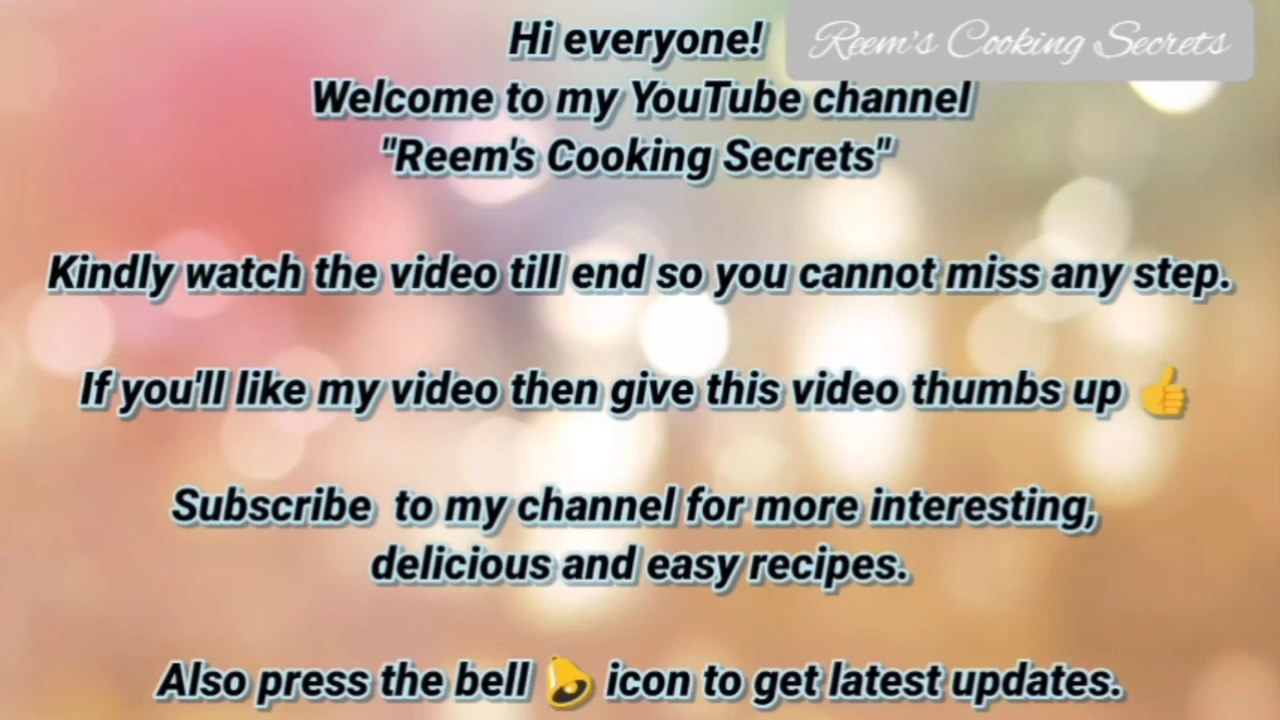 Hi everyone!
Reem's Cooking Secrets
Welcome to my YouTube channel
"Reem's Cooking Secrets"
Kindly watch the video till end so you cannot miss any step.
If you'll like my video then give this video thumbs up 👍
Subscribe  to my channel for more interesting,
delicious and easy recipes.
Also press the bell 🔔 icon to get latest updates.